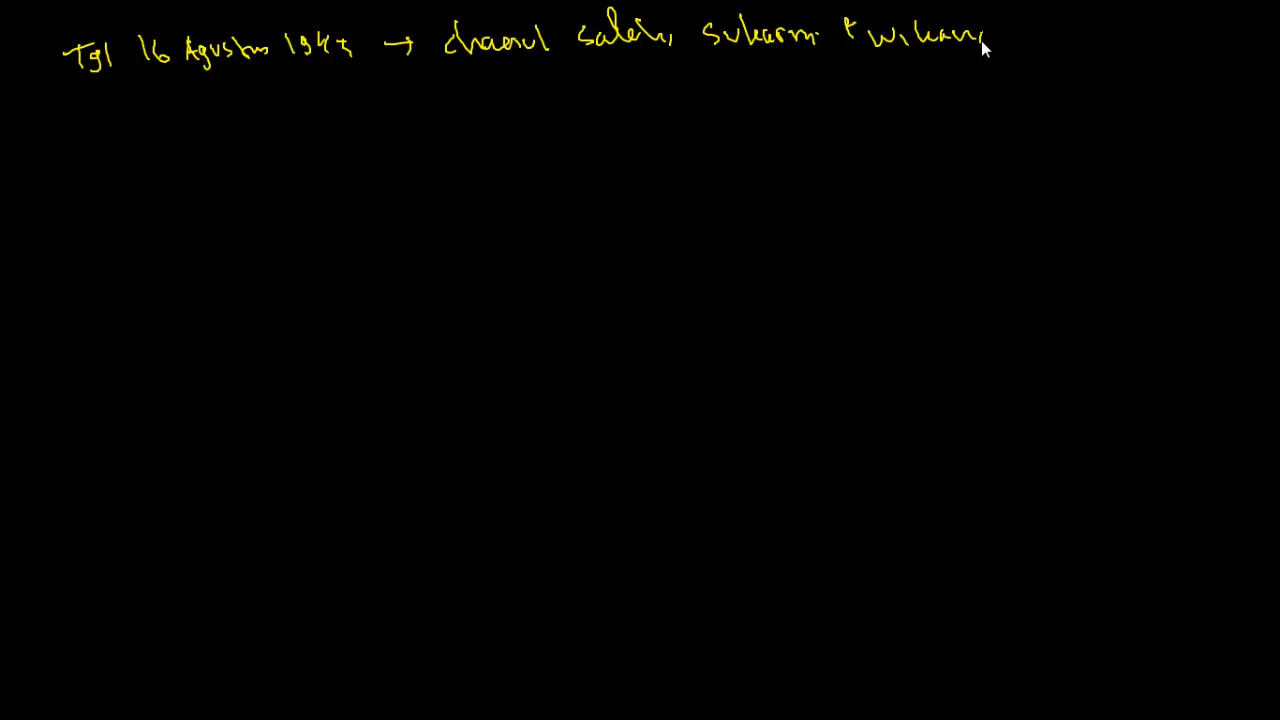 Tgl 16 Agustus 1945 → Chaerul Saleh, Sukarni & Wikana